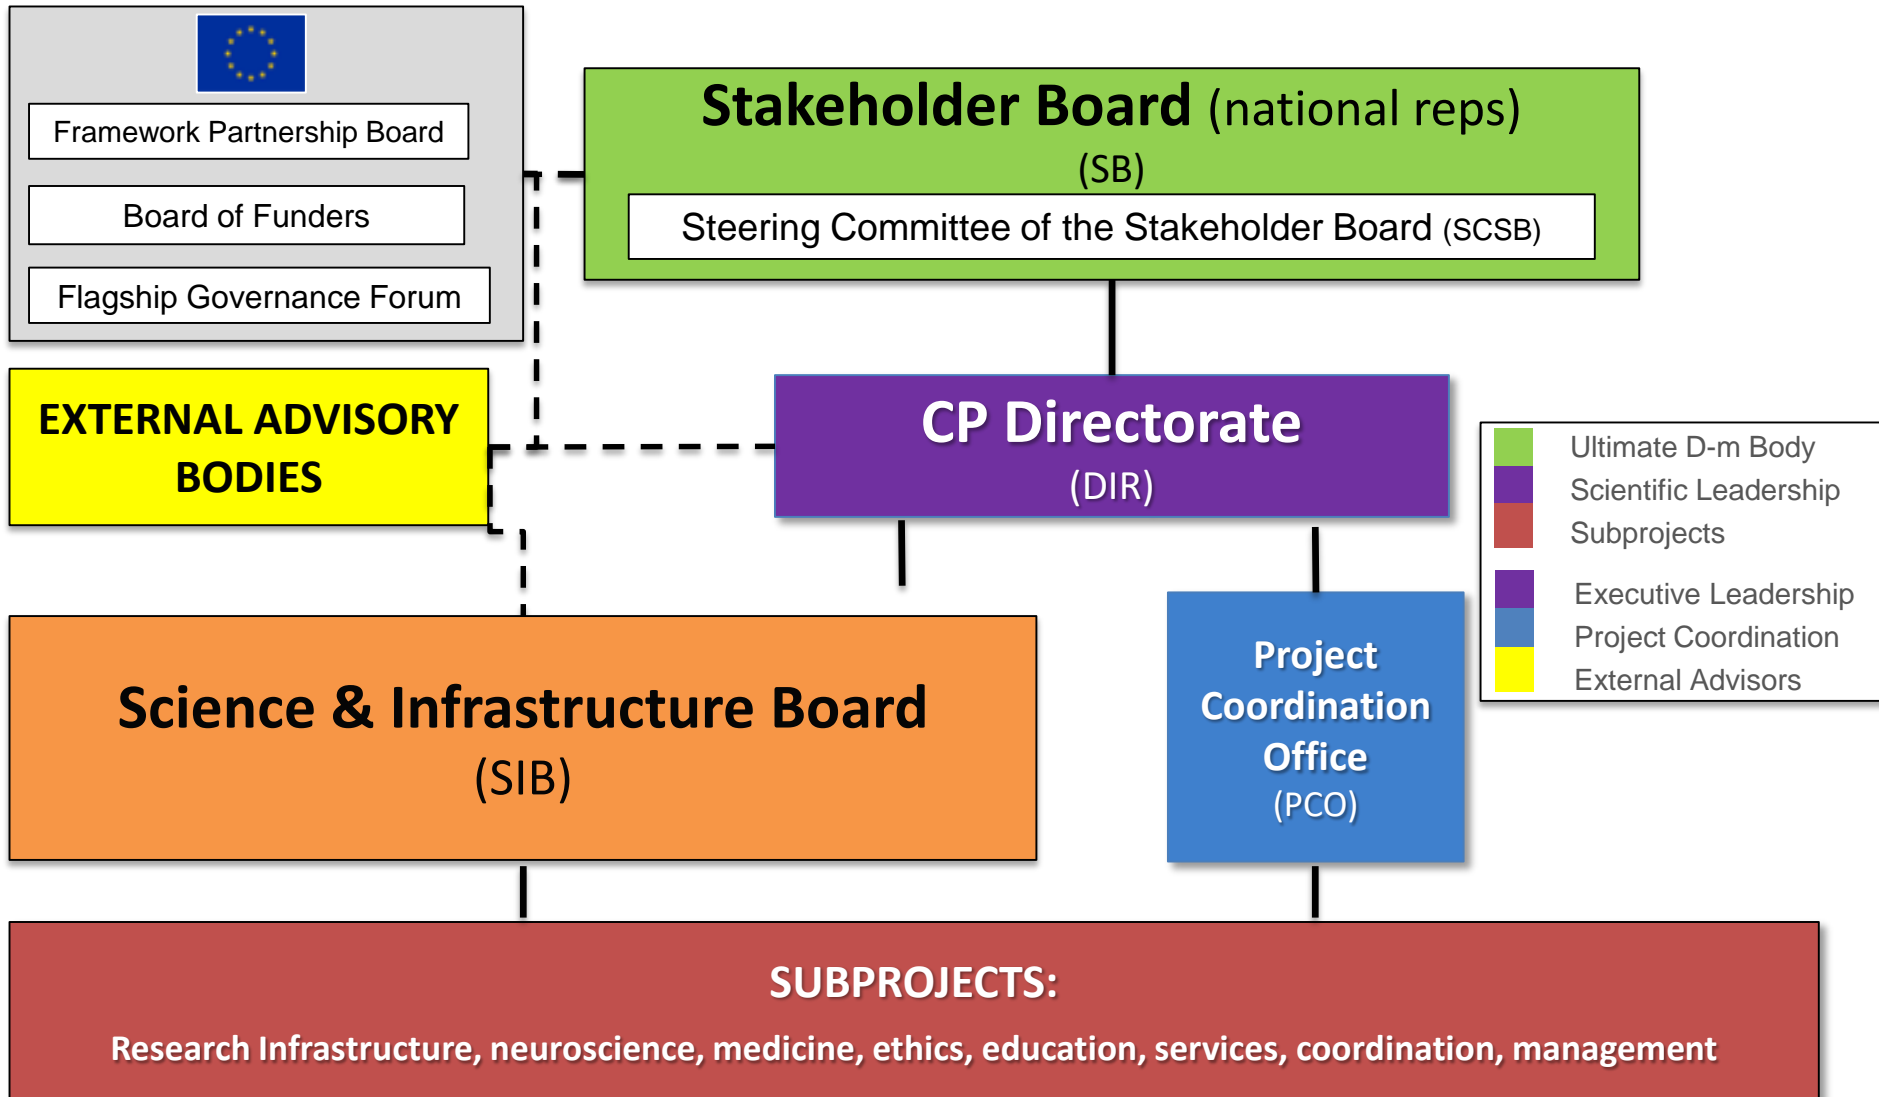 Framework Partnership Board
Board of Funders
Flagship Governance Forum
Stakeholder Board (national reps)
(SB)
Steering Committee of the Stakeholder Board (SCSB)
EXTERNAL ADVISORY
BODIES
CP Directorate
(DIR)
Ultimate D-m Body
Scientific Leadership
Subprojects
Executive Leadership
Project Coordination
External Advisors
Science & Infrastructure Board
(SIB)
Project
Coordination
Office
(PCO)
SUBPROJECTS:
Research Infrastructure, neuroscience, medicine, ethics, education, services, coordination, management